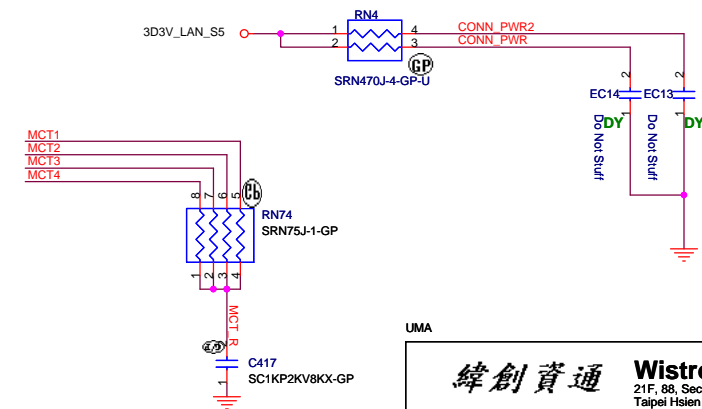 RN4
3D3V_LAN_S5
1
4
CONN_PWR2
2
3
CONN_PWR
GP
SRN470J-4-GP-U
2
2
EC14
EC13
1
1
DY
DY
Do Not Stuff
Do Not Stuff
MCT1
MCT2
MCT3
MCT4
8
7
6
5
RN74
SRN75J-1-GP
1
2
3
4
MCT_R
C417
SC1KP2KV8KX-GP
1
UMA
緯創資通
Wistr
21F, 88, Sec
Taipei Hsien